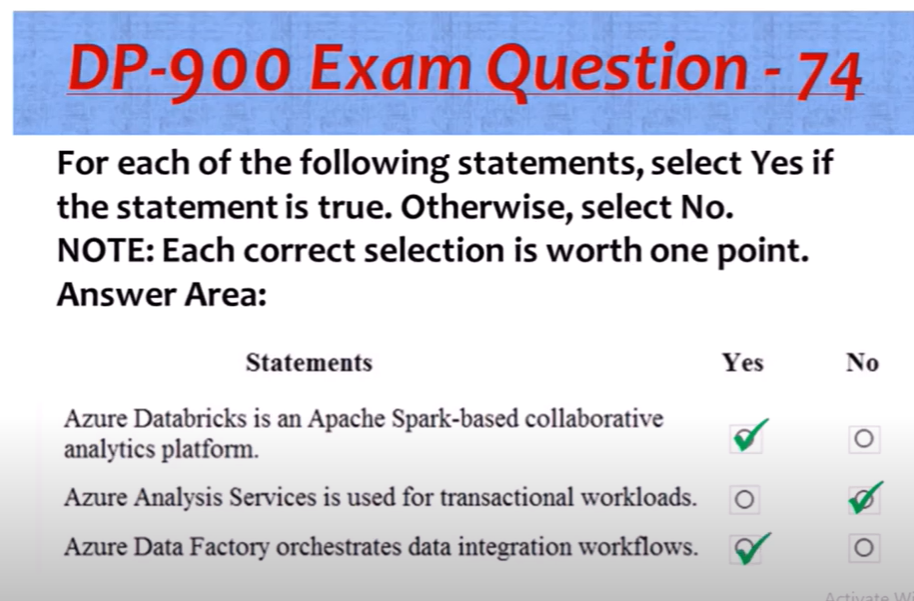 DP-900 Exam Question - 74
For each of the following statements, select Yes if
the statement is true. Otherwise, select No.
NOTE: Each correct selection is worth one point.
Answer Area:
Statements Yes No
Azure Databricks is an Apache Spark-based collaborative
analytics platform.
Azure Analysis Services is used for transactional workloads.
Azure Data Factory orchestrates data integration workflows.
Activate